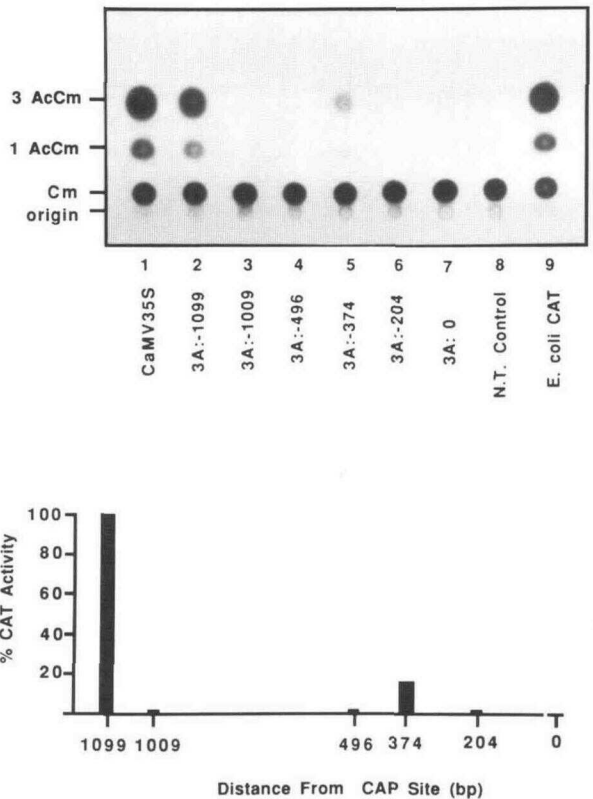 3 AcCm
1 AcCm
Cm
origin
1 2 3 4 5 6 7 8 9
CaMV35S
3A:-1099
3A:-1009
3A:-496
3A:-374
3A:-204
3A: 0
N.T. Control
E. coli CAT
% CAT Activity
100
80
60
40
20
1099 1009 496 374 204 0
Distance From CAP Site (bp)